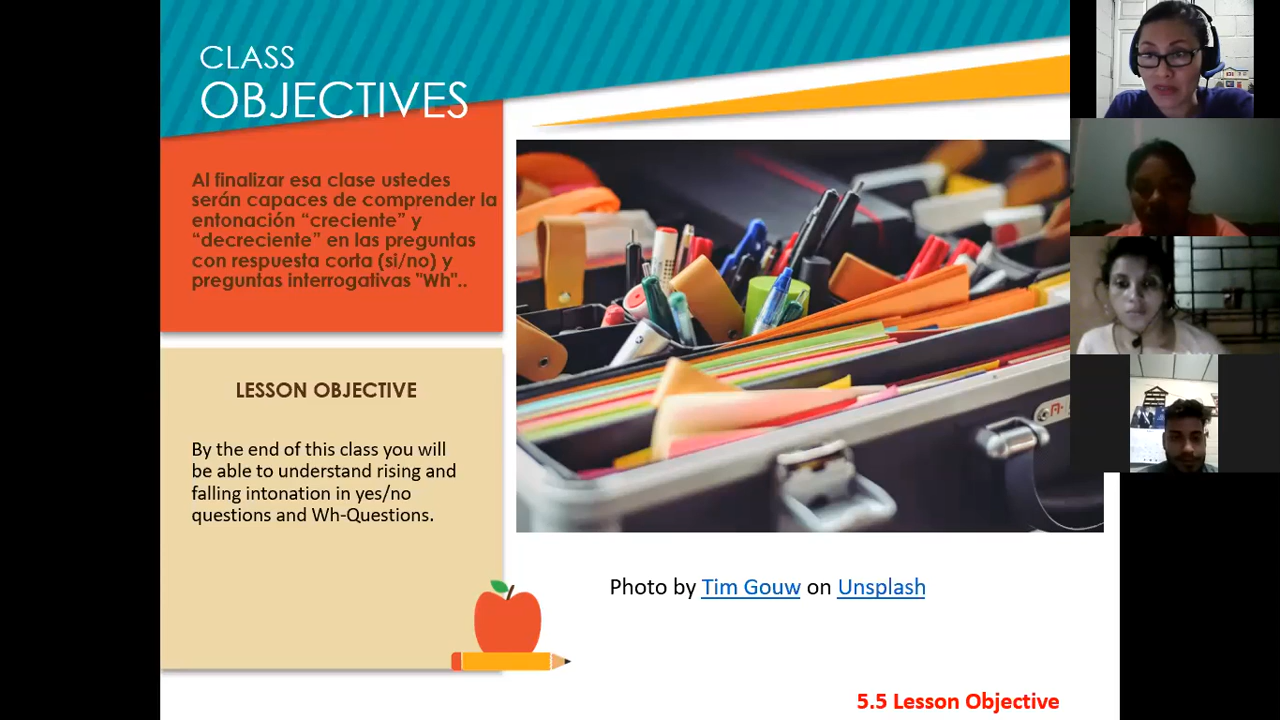 CLASS
OBJECTIVES
Al finalizar esa clase ustedes
serán capaces de comprender la
entonación “creciente” y
“decreciente” en las preguntas
con respuesta corta (si/no) y
preguntas interrogativas "Wh"..
LESSON OBJECTIVE
By the end of this class you will
be able to understand rising and
falling intonation in yes/no
questions and Wh-Questions.
Photo by Tim Gouw on Unsplash
5.5 Lesson Objective